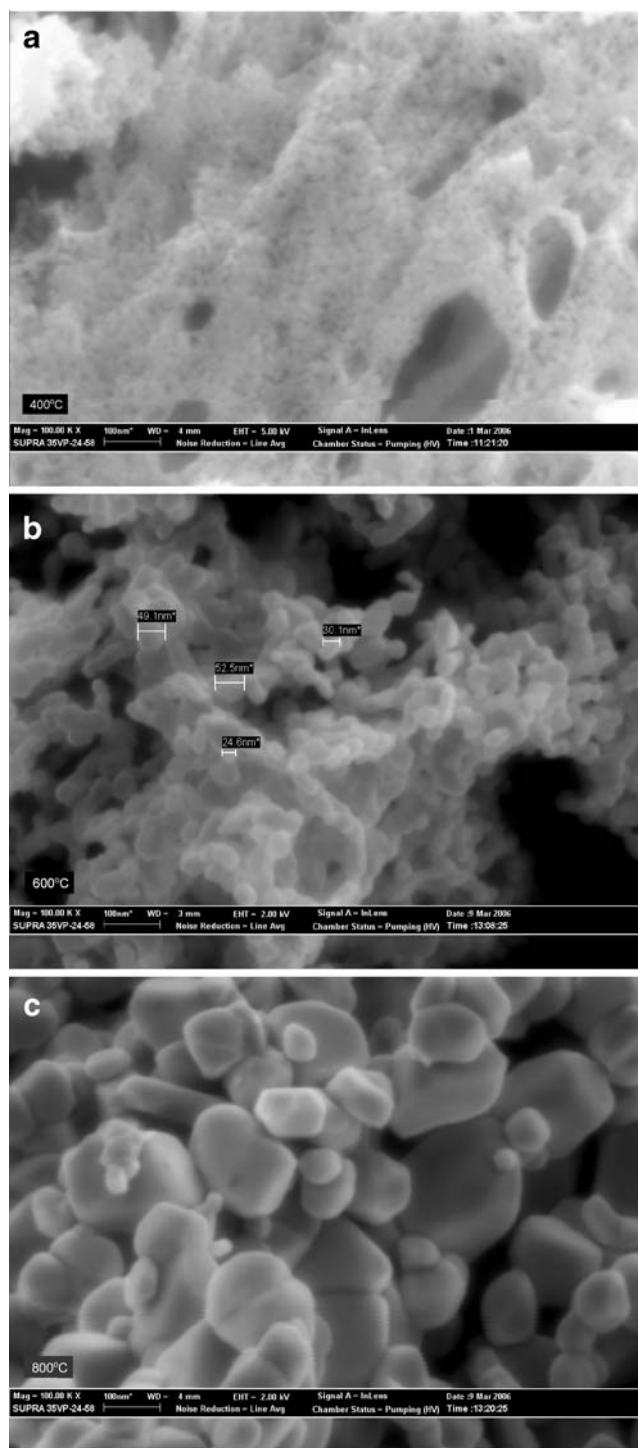 a
400°C
Mag = 100.00 K X 100nm* WD = 4 mm EHT = 5.00 kV Signal A = InLens Date :1 Mar 2006
SUPRA 35VP-24-58 Noise Reduction = Line Avg Chamber Status = Pumping (HV) Time :11:21:20
b
49.1nm*
30.1nm*
52.5nm*
24.6nm*
600°C
Mag = 100.00 K X 100nm* WD = 3 mm EHT = 2.00 kV Signal A = InLens Date :9 Mar 2006
SUPRA 35VP-24-58 Noise Reduction = Line Avg Chamber Status = Pumping (HV) Time :13:08:25
c
800°C
Mag = 100.00 K X 100nm* WD = 4 mm EHT = 2.00 kV Signal A = InLens Date :9 Mar 2006
SUPRA 35VP-24-58 Noise Reduction = Line Avg Chamber Status = Pumping (HV) Time :13:20:25